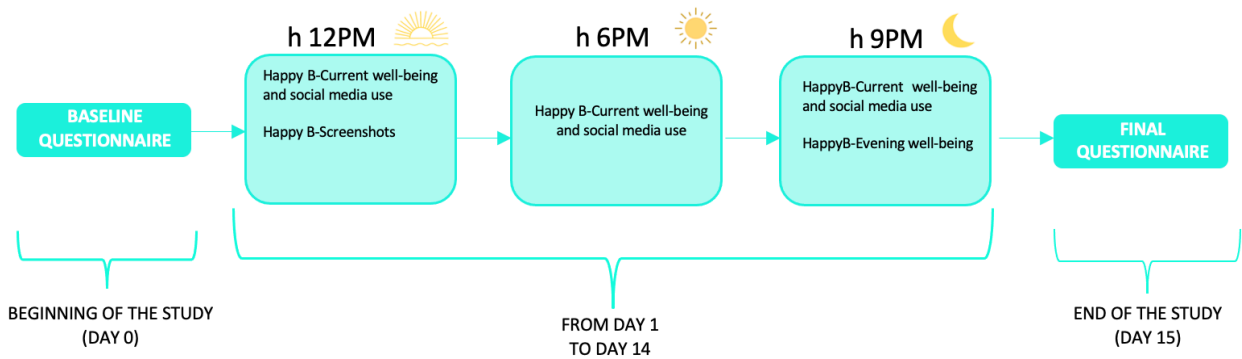 h 12PM
h 6PM
h 9PM
BASELINE
QUESTIONNAIRE
Happy B-Current well-being
and social media use
Happy B-Screenshots
Happy B-Current well-being
and social media use
HappyB-Current well-being
and social media use
HappyB-Evening well-being
FINAL
QUESTIONNAIRE
BEGINNING OF THE STUDY
(DAY 0)
FROM DAY 1
TO DAY 14
END OF THE STUDY
(DAY 15)